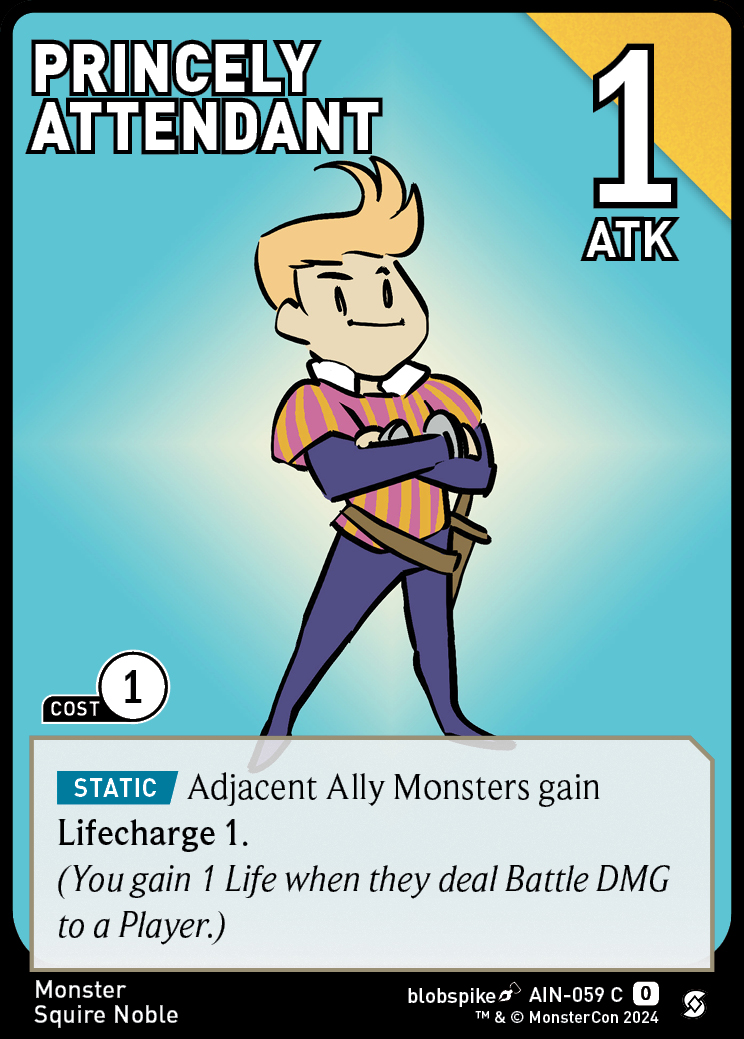 PRINCELY
ATTENDANT
1
ATK
COST 1
STATIC Adjacent Ally Monsters gain
Lifecharge 1.
(You gain 1 Life when they deal Battle DMG
to a Player.)
Monster
Squire Noble
blobspike AIN-059 C 0
™ & © MonsterCon 2024